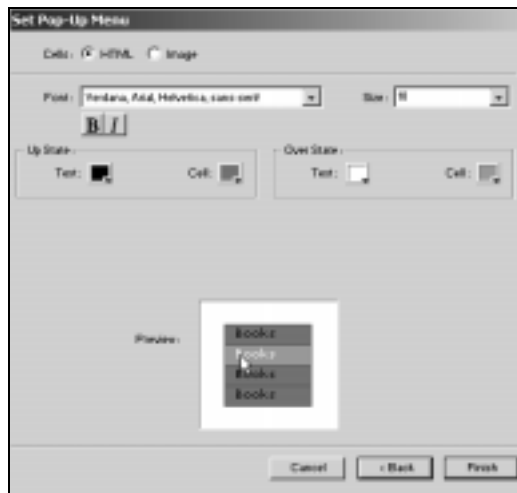 Set Pop-Up Menu
Cells: HTML Image
Font: Verdana, Arial, Helvetica, sans-serif Size:
B I
Up State: Over State:
Text: Cell: Text: Cell:
Preview:
Books
Books
Books
Books
Cancel < Back Finish